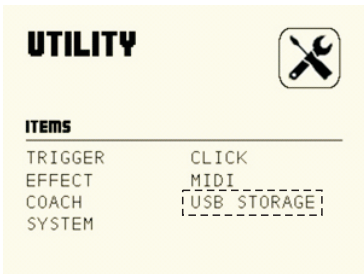 UTILITY
ITEMS
TRIGGER CLICK
EFFECT MIDI
COACH USB STORAGE
SYSTEM